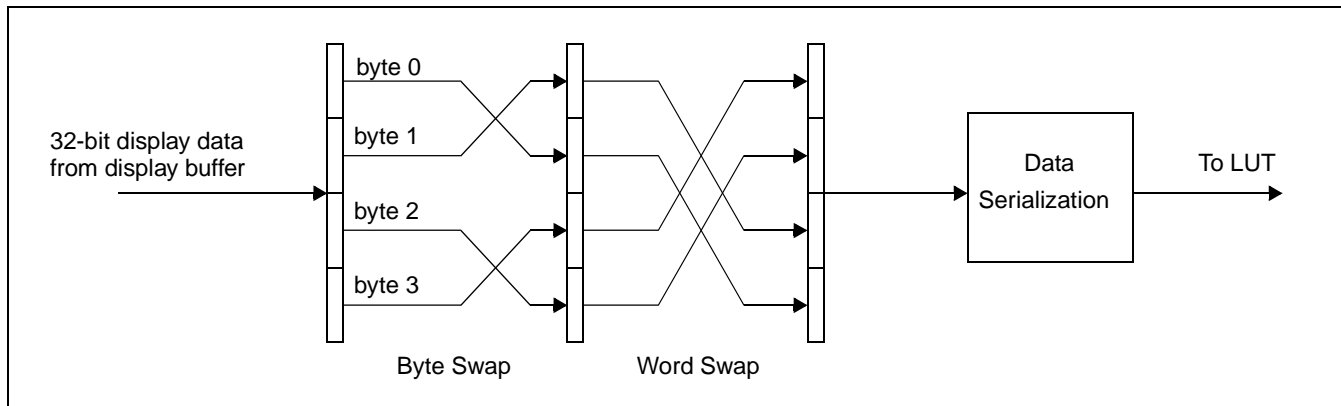 byte 0
32-bit display data
from display buffer
byte 1
byte 2
byte 3
Data
Serialization
To LUT
Byte Swap
Word Swap